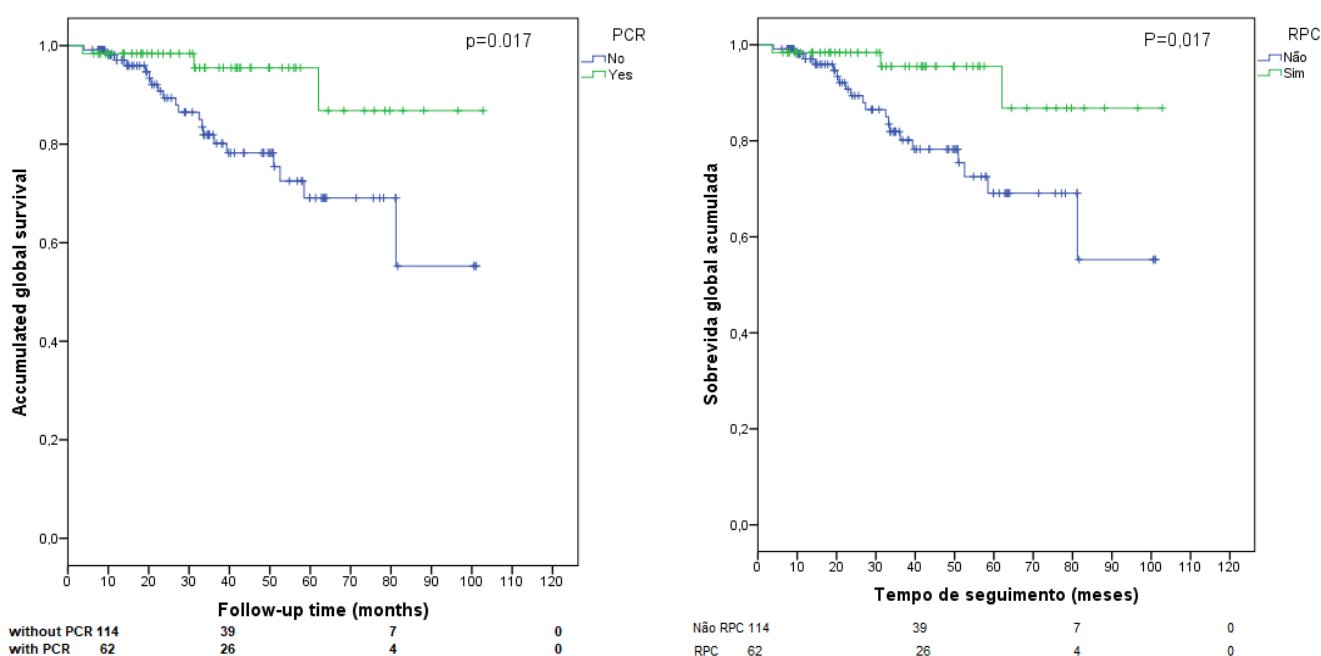 PCR
No
Yes
p=0.017
1,0
0,8
0,6
0,4
0,2
0,0
Accumulated global survival
0 10 20 30 40 50 60 70 80 90 100 110 120
Follow-up time (months)
without PCR 114 39 7 0
with PCR 62 26 4 0
RPC
Não
Sim
P=0,017
1,0
0,8
0,6
0,4
0,2
0,0
Sobrevida global acumulada
0 10 20 30 40 50 60 70 80 90 100 110 120
Tempo de seguimento (meses)
Não RPC 114 39 7 0
RPC 62 26 4 0